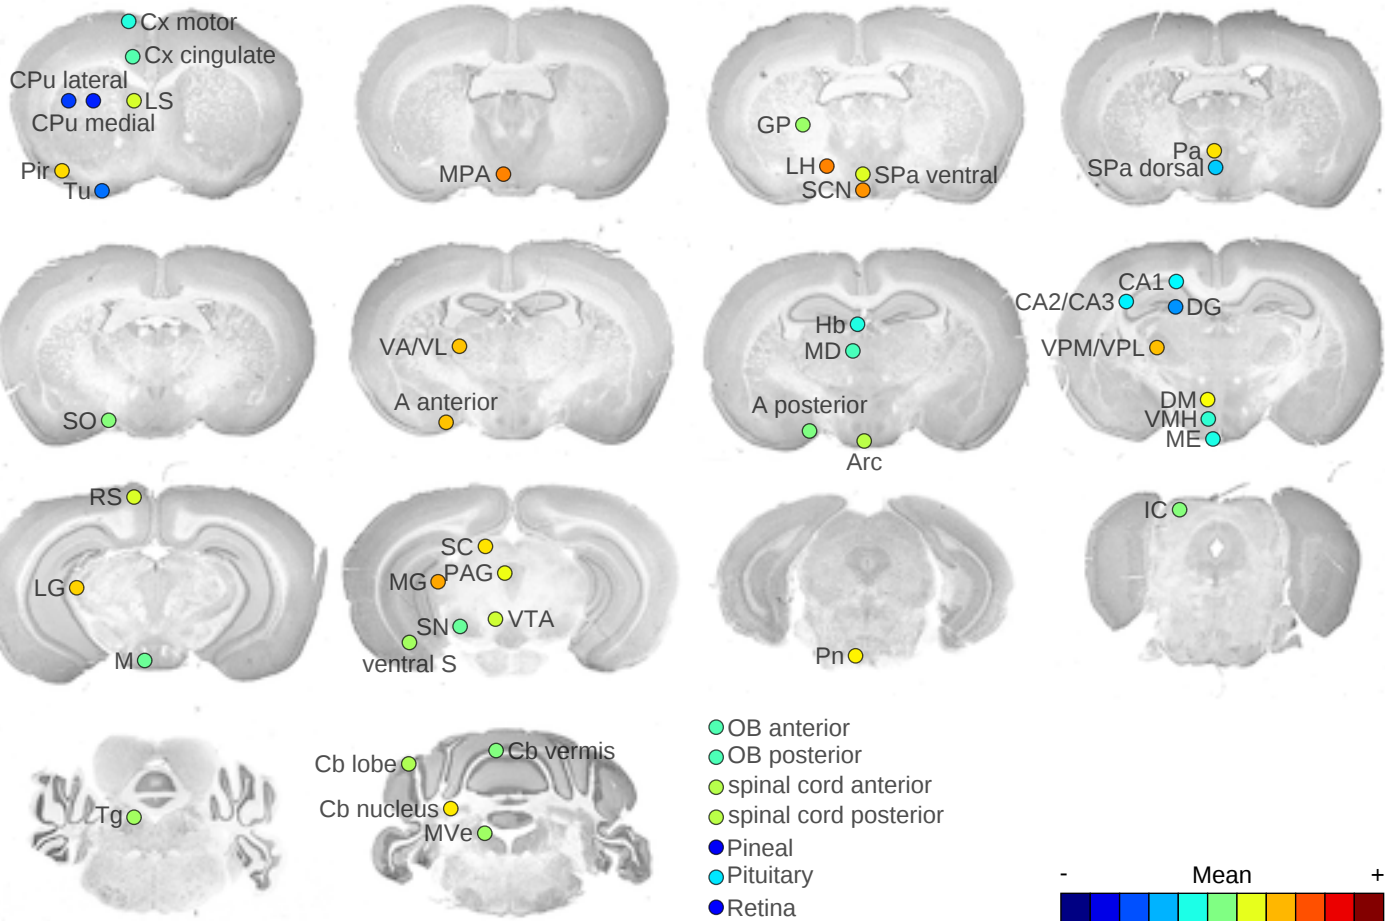 Cx motor
Cx cingulate
CPu lateral
LS
CPu medial
Pir
Tu
MPA
GP
LH
SPa ventral
SCN
Pa
SPa dorsal
SO
VA/VL
A anterior
Hb
MD
A posterior
Arc
CA1
CA2/CA3
DG
VPM/VPL
DM
VMH
ME
RS
LG
M
SC
PAG
MG
VTA
SN
ventral S
Pn
IC
Tg
Cb vermis
Cb lobe
Cb nucleus
MVe
OB anterior
OB posterior
spinal cord anterior
spinal cord posterior
Pineal
Pituitary
Retina
- Mean +